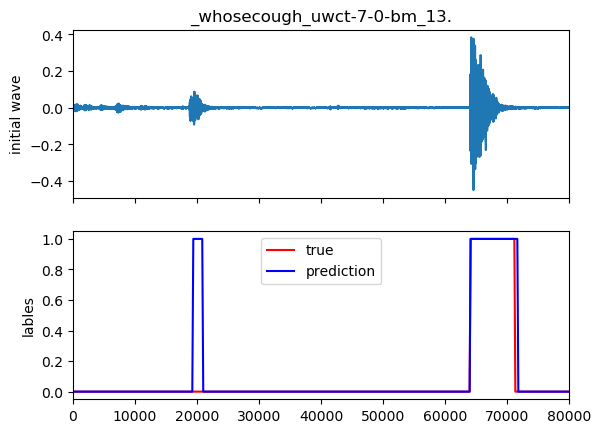 _whosecough_uwct-7-0-bm_13.
initial wave
0.4
0.2
0.0
−0.2
−0.4
lables
1.0
0.8
0.6
0.4
0.2
0.0
true
prediction
0 10000 20000 30000 40000 50000 60000 70000 80000